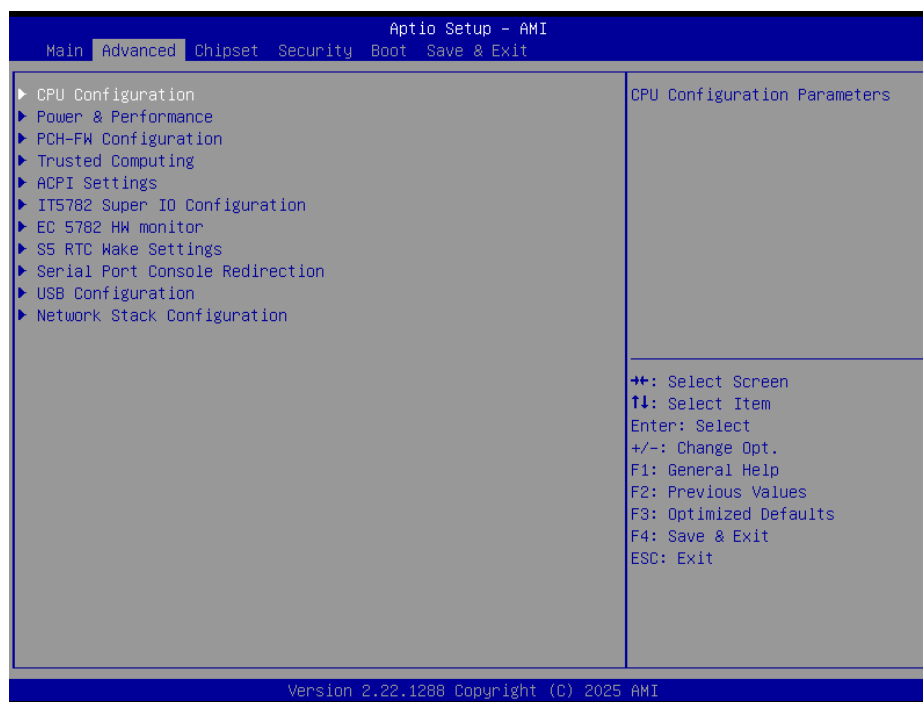 Aptio Setup - AMI
Main Advanced Chipset Security Boot Save & Exit
CPU Configuration
Power & Performance
PCH-FW Configuration
Trusted Computing
ACPI Settings
IT5782 Super IO Configuration
EC 5782 HW monitor
S5 RTC Wake Settings
Serial Port Console Redirection
USB Configuration
Network Stack Configuration
CPU Configuration Parameters
→←: Select Screen
↑↓: Select Item
Enter: Select
+/-: Change Opt.
F1: General Help
F2: Previous Values
F3: Optimized Defaults
F4: Save & Exit
ESC: Exit
Version 2.22.1288 Copyright (C) 2025 AMI